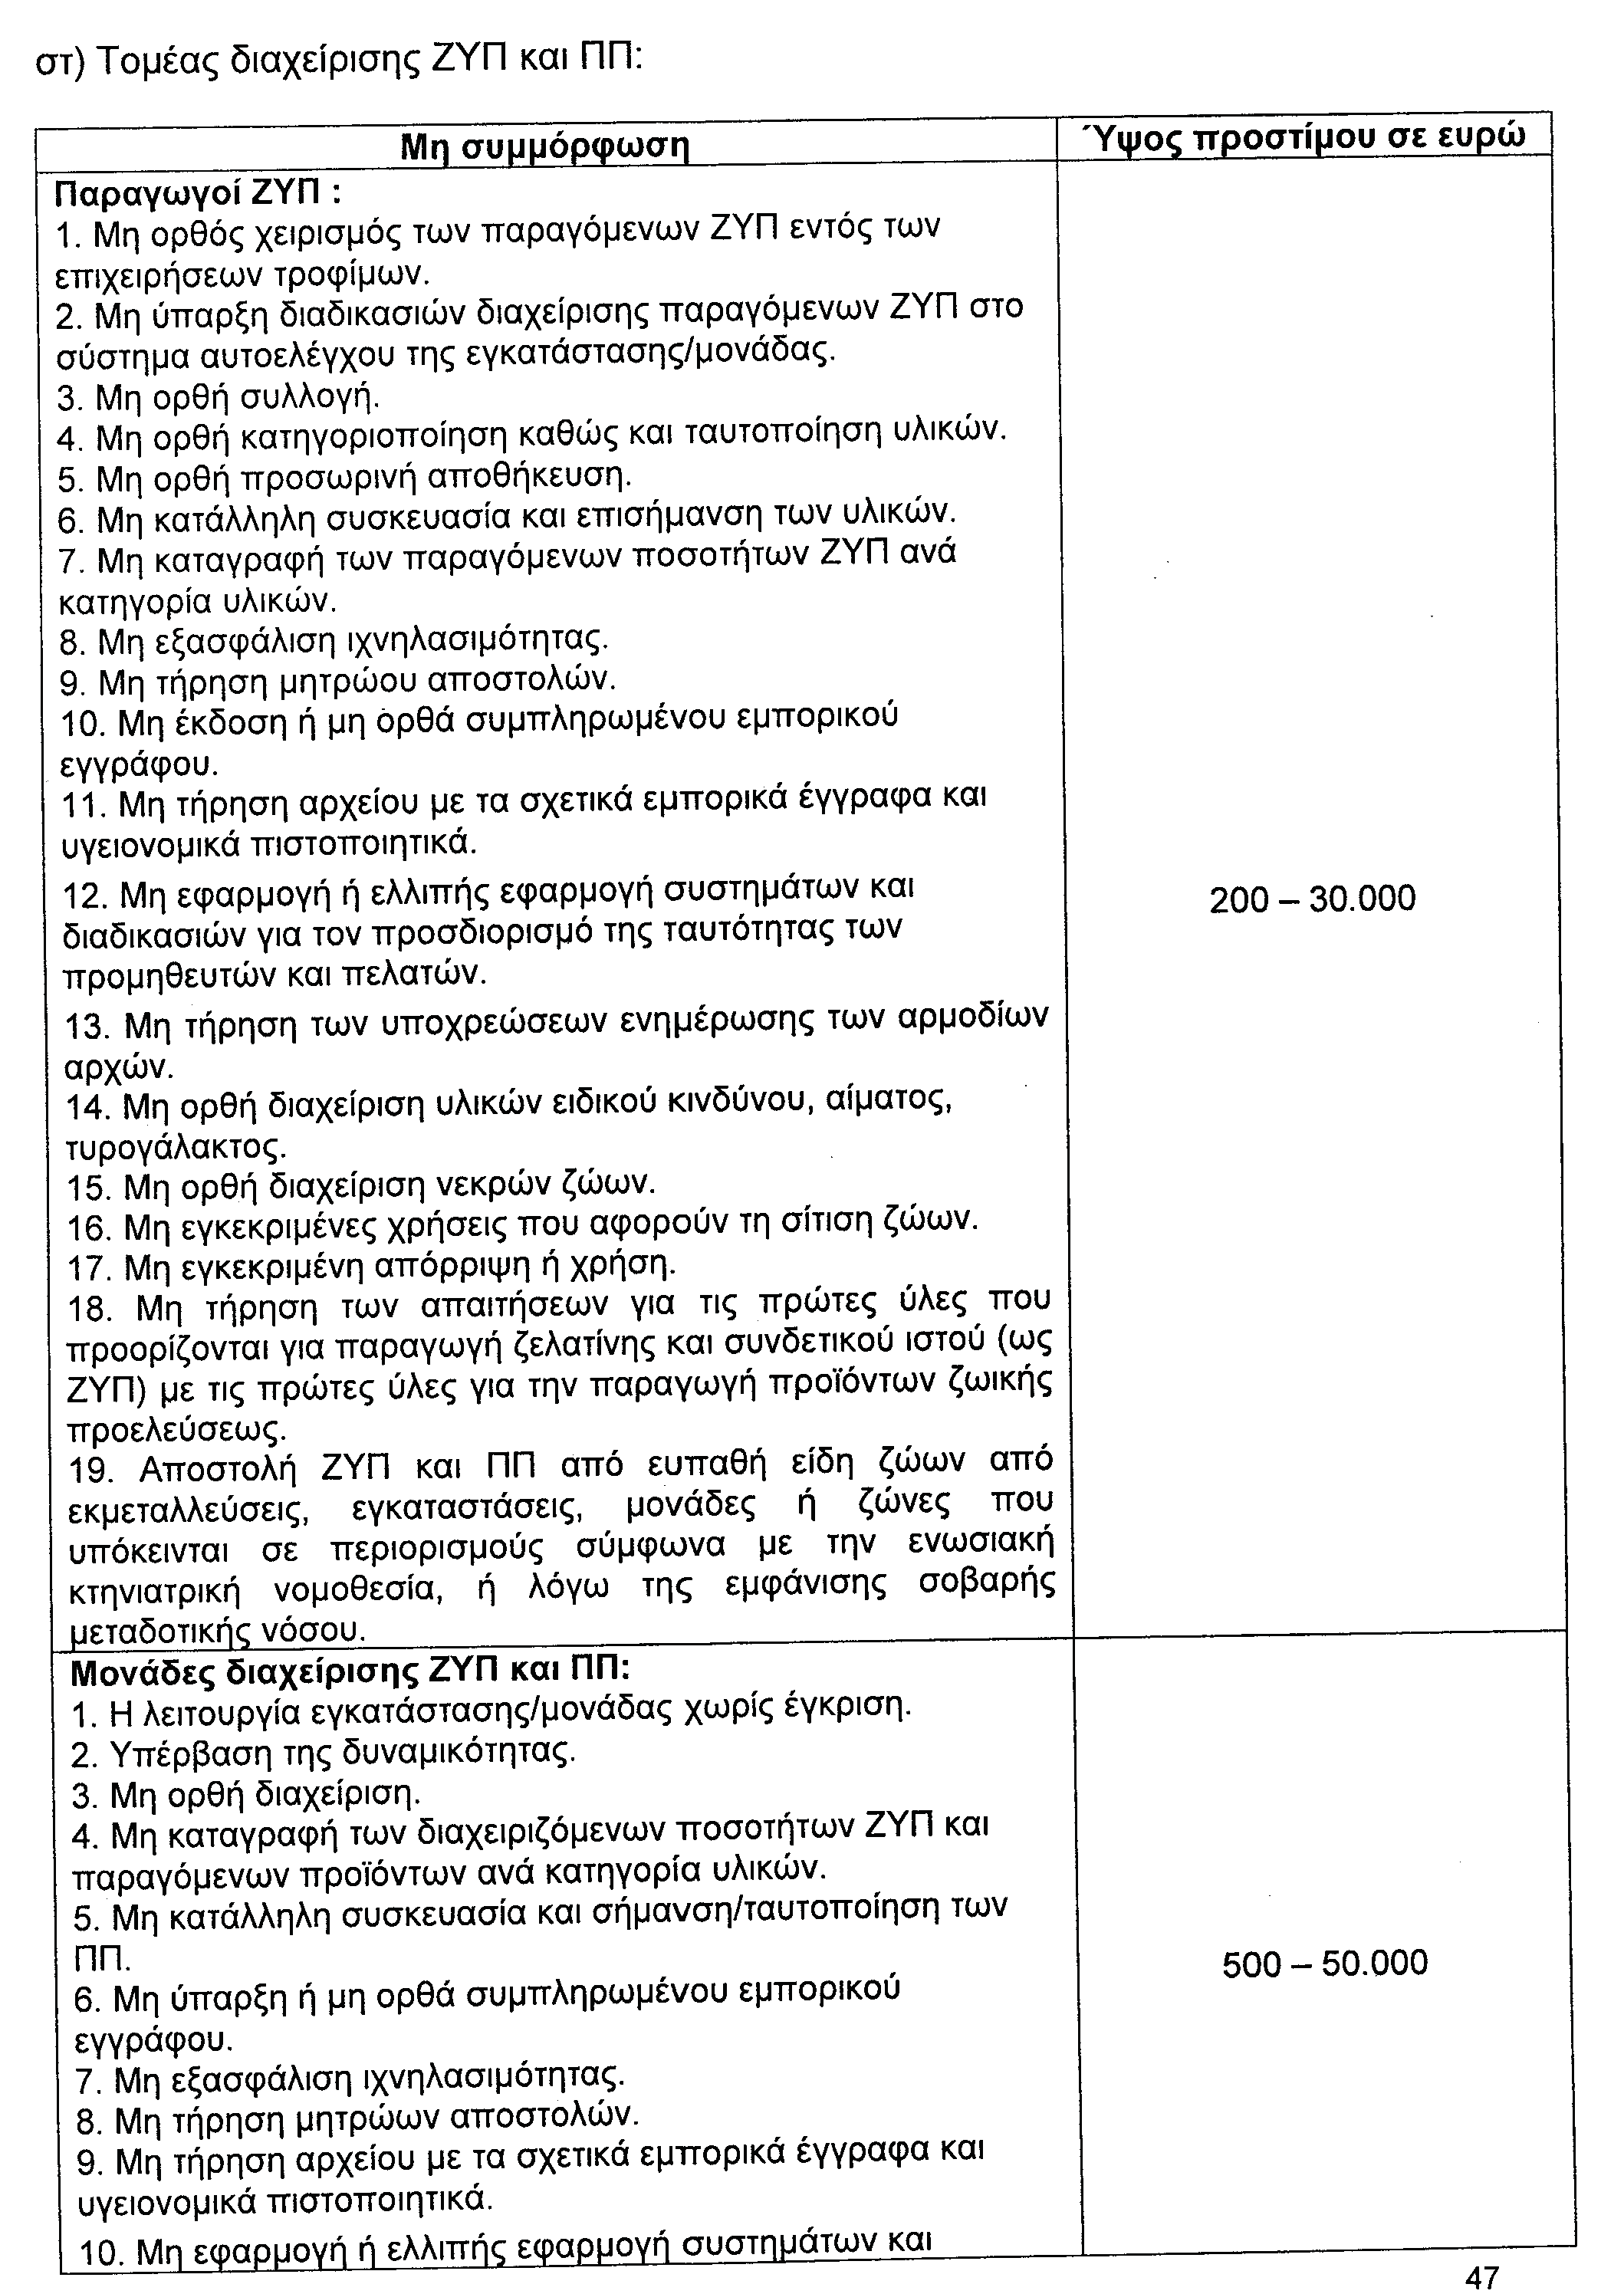 στ) Τομέας διαχείρισης ΖΥΠ και ΠΠ:
Μη συμμόρφωση
Ύψος προστίμου σε ευρώ
Παραγωγοί ΖΥΠ :
1. Μη ορθός χειρισμός των παραγόμενων ΖΥΠ εντός των
επιχειρήσεων τροφίμων.
2. Μη ύπαρξη διαδικασιών διαχείρισης παραγόμενων ΖΥΠ στο
σύστημα αυτοελέγχου της εγκατάστασης/μονάδας.
3. Μη ορθή συλλογή.
4. Μη ορθή κατηγοριοποίηση καθώς και ταυτοποίηση υλικών.
5. Μη ορθή προσωρινή αποθήκευση.
6. Μη κατάλληλη συσκευασία και επισήμανση των υλικών.
7. Μη καταγραφή των παραγόμενων ποσοτήτων ΖΥΠ ανά
κατηγορία υλικών.
8. Μη εξασφάλιση ιχνηλασιμότητας.
9. Μη τήρηση μητρώου αποστολών.
10. Μη έκδοση ή μη ορθά συμπληρωμένου εμπορικού
εγγράφου.
11. Μη τήρηση αρχείου με τα σχετικά εμπορικά έγγραφα και
υγειονομικά πιστοποιητικά.
12. Μη εφαρμογή ή ελλιπής εφαρμογή συστημάτων και
διαδικασιών για τον προσδιορισμό της ταυτότητας των
προμηθευτών και πελατών.
13. Μη τήρηση των υποχρεώσεων ενημέρωσης των αρμοδίων
αρχών.
14. Μη ορθή διαχείριση υλικών ειδικού κινδύνου, αίματος,
τυρογάλακτος.
15. Μη ορθή διαχείριση νεκρών ζώων.
16. Μη εγκεκριμένες χρήσεις που αφορούν τη σίτιση ζώων.
17. Μη εγκεκριμένη απόρριψη ή χρήση.
18. Μη τήρηση των απαιτήσεων για τις πρώτες ύλες που
προορίζονται για παραγωγή ζελατίνης και συνδετικού ιστού (ως
ΖΥΠ) με τις πρώτες ύλες για την παραγωγή προϊόντων ζωικής
προελεύσεως.
19. Αποστολή ΖΥΠ και ΠΠ από ευπαθή είδη ζώων από
εκμεταλλεύσεις, εγκαταστάσεις, μονάδες ή ζώνες που
υπόκεινται σε περιορισμούς σύμφωνα με την ενωσιακή
κτηνιατρική νομοθεσία, ή λόγω της εμφάνισης σοβαρής
μεταδοτικής νόσου.
200 – 30.000
Μονάδες διαχείρισης ΖΥΠ και ΠΠ:
1. Η λειτουργία εγκατάστασης/μονάδας χωρίς έγκριση.
2. Υπέρβαση της δυναμικότητας.
3. Μη ορθή διαχείριση.
4. Μη καταγραφή των διαχειριζόμενων ποσοτήτων ΖΥΠ και
παραγόμενων προϊόντων ανά κατηγορία υλικών.
5. Μη κατάλληλη συσκευασία και σήμανση/ταυτοποίηση των
ΠΠ.
6. Μη ύπαρξη ή μη ορθά συμπληρωμένου εμπορικού
εγγράφου.
7. Μη εξασφάλιση ιχνηλασιμότητας.
8. Μη τήρηση μητρώων αποστολών.
9. Μη τήρηση αρχείου με τα σχετικά εμπορικά έγγραφα και
υγειονομικά πιστοποιητικά.
10. Μη εφαρμογή ή ελλιπής εφαρμογή συστημάτων και
500 – 50.000
47